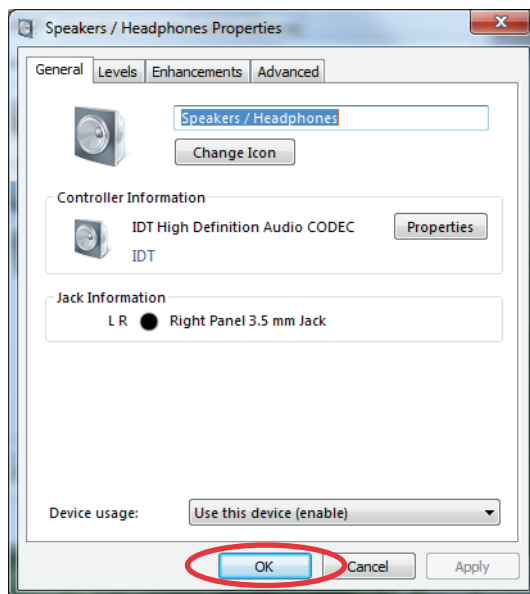 Speakers / Headphones Properties
General Levels Enhancements Advanced
Speakers / Headphones
Change Icon
Controller Information
IDT High Definition Audio CODEC Properties
IDT
Jack Information
L R Right Panel 3.5 mm Jack
Device usage: Use this device (enable)
OK Cancel Apply